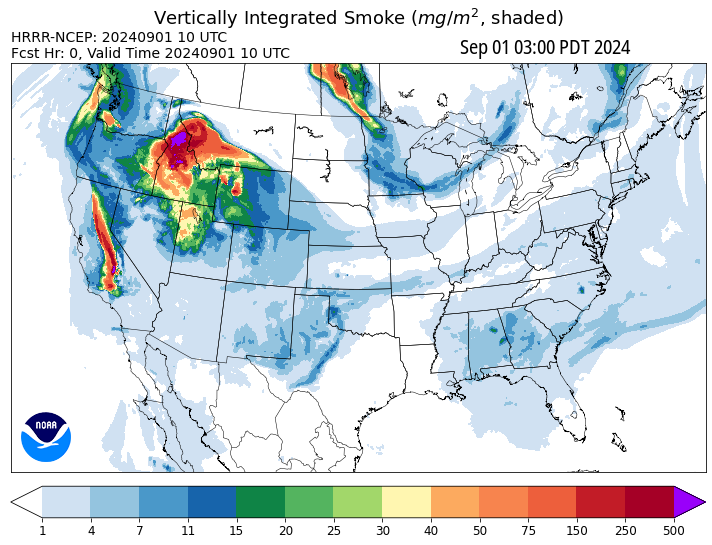 Vertically Integrated Smoke (mg/m², shaded)
HRRR-NCEP: 20240901 10 UTC
Fcst Hr: 0, Valid Time 20240901 10 UTC
Sep 01 03:00 PDT 2024
NOAA
1 4 7 11 15 20 25 30 40 50 75 150 250 500